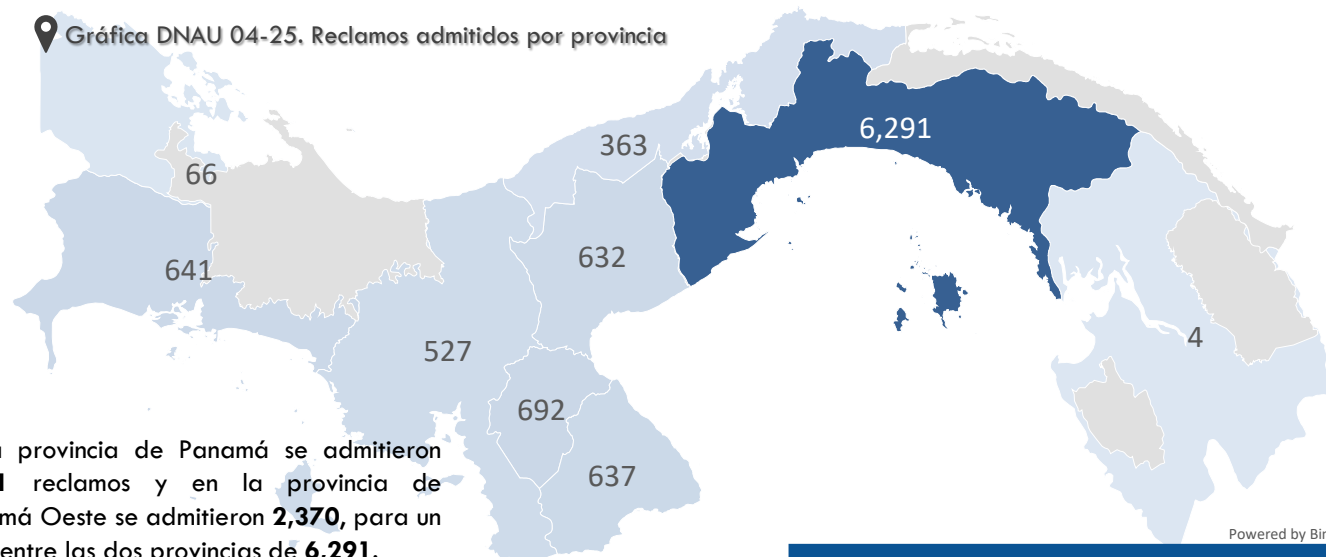 Gráfica DNAU 04-25. Reclamos admitidos por provincia
6,291
363
66
632
641
4
527
692
637
provincia de Panamá se admitieron
reclamos y en la provincia de
Oeste se admitieron 2,370, para un
entre las dos provincias de 6,291.
Powered by